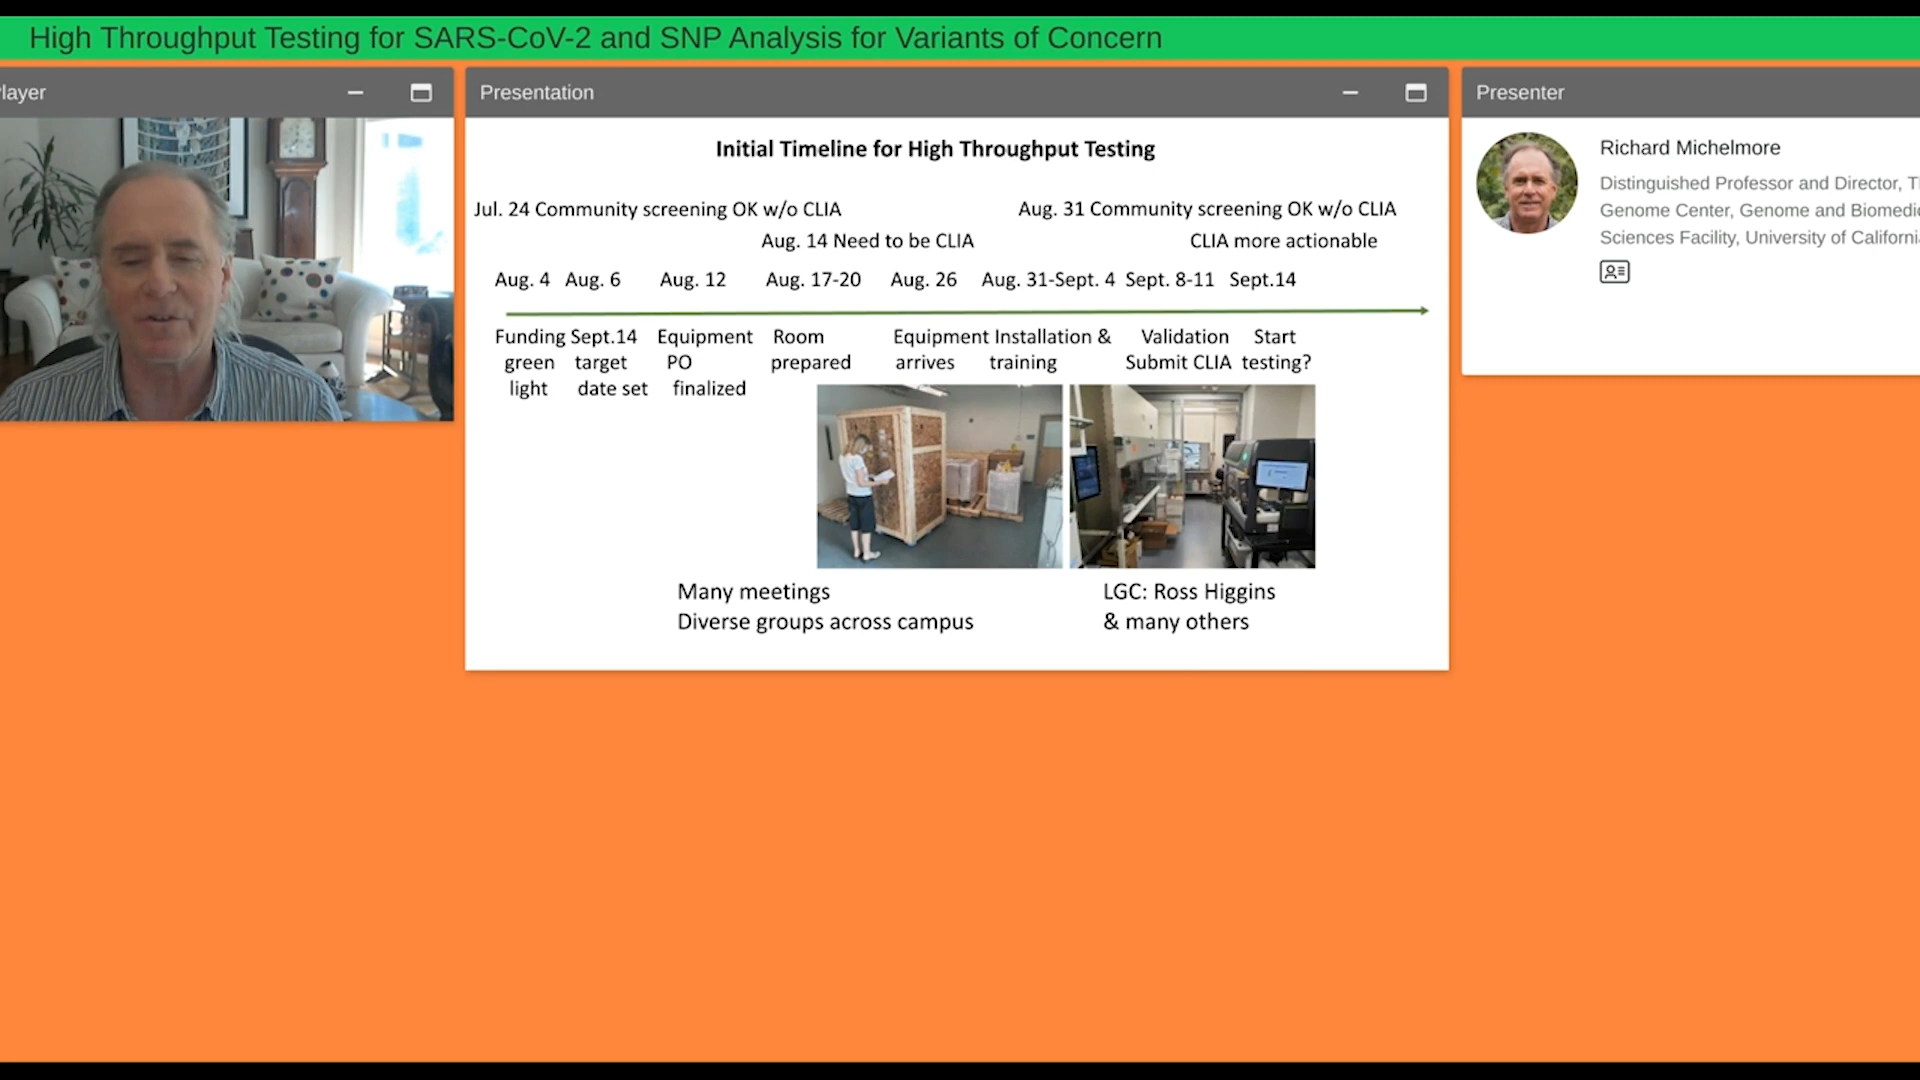 High Throughput Testing for SARS-CoV-2 and SNP Analysis for Variants of Concern
layer
Presentation
Presenter
Initial Timeline for High Throughput Testing
Jul. 24 Community screening OK w/o CLIA
Aug. 31 Community screening OK w/o CLIA
Aug. 14 Need to be CLIA
CLIA more actionable
Aug. 4 Aug. 6 Aug. 12 Aug. 17-20 Aug. 26 Aug. 31-Sept. 4 Sept. 8-11 Sept.14
Funding Sept.14 Equipment Room Equipment Installation & Validation Start
green target PO prepared arrives training Submit CLIA testing?
light date set finalized
Many meetings
Diverse groups across campus
LGC: Ross Higgins
& many others
Richard Michelmore
Distinguished Professor and Director,
Genome Center, Genome and
Sciences Facility, University of